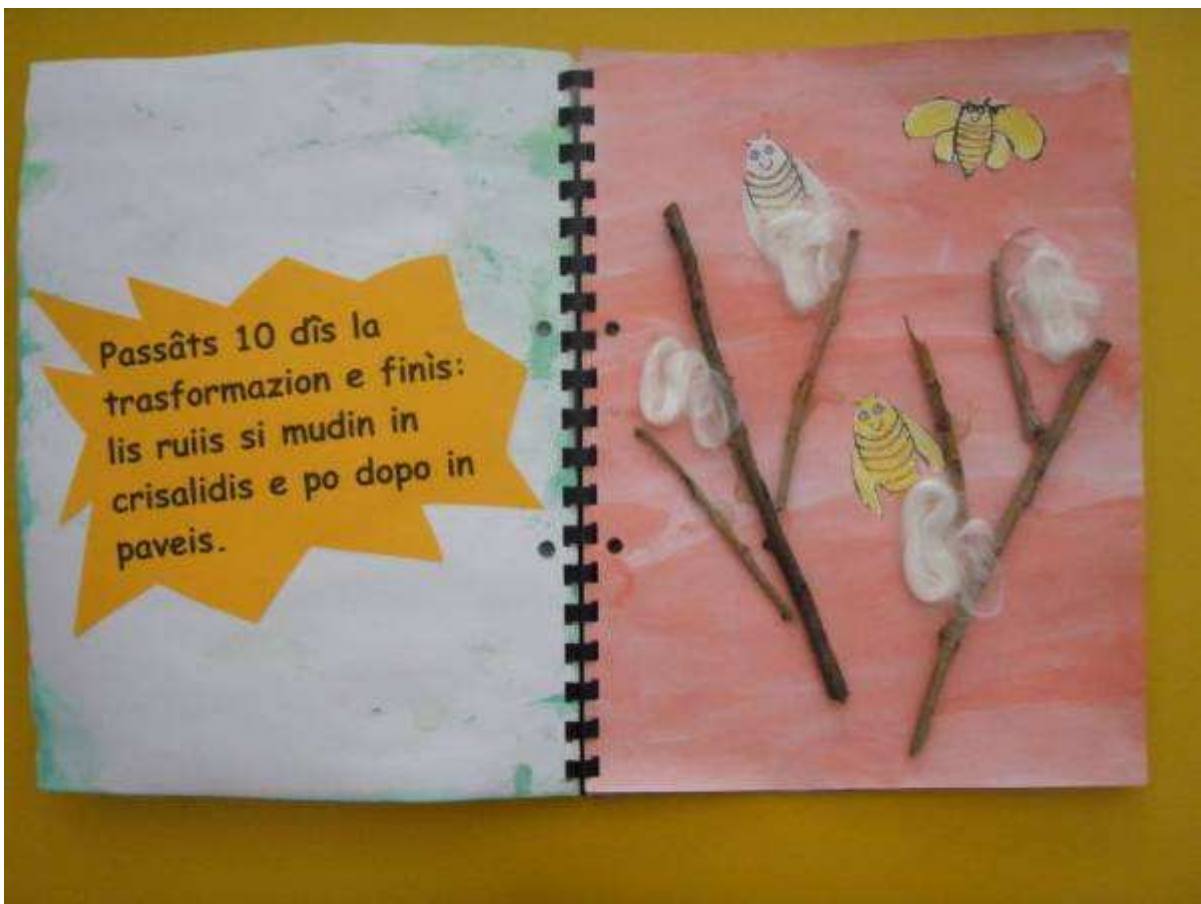 Passâts 10 dîs la
trasformazion e finìs:
lis ruiis si mudin in
crisalidis e po dopo in
paveis.